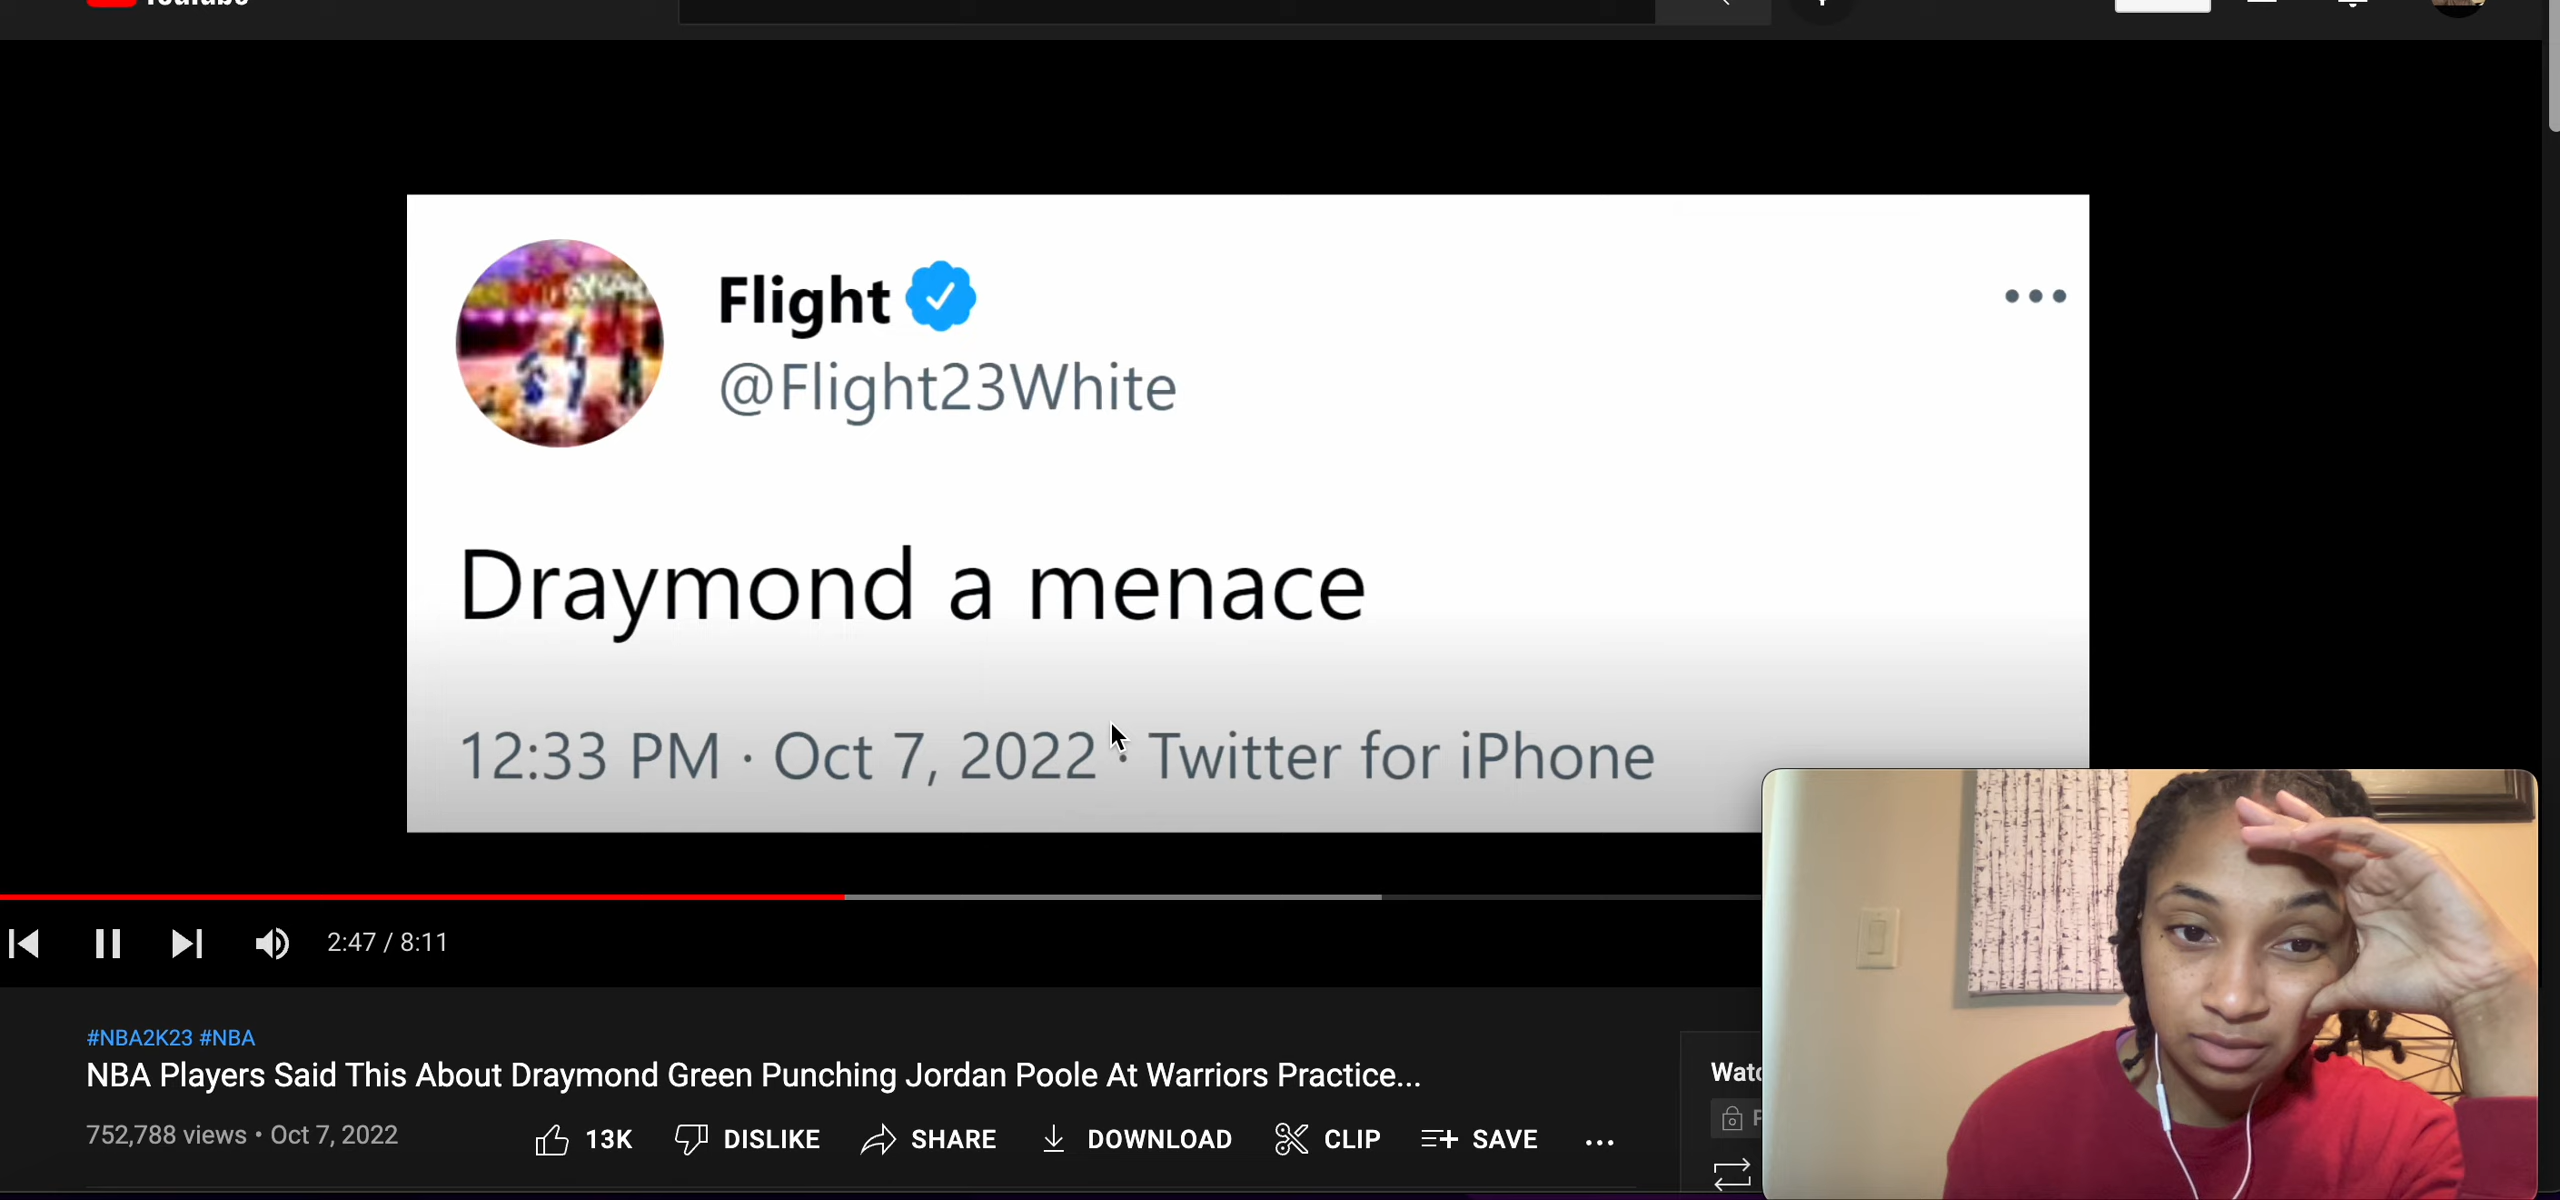 Flight
@Flight23White
Draymond a menace
12:33 PM · Oct 7, 2022 · Twitter for iPhone
2:47 / 8:11
#NBA2K23 #NBA
NBA Players Said This About Draymond Green Punching Jordan Poole At Warriors Practice...
752,788 views • Oct 7, 2022
13K
DISLIKE
SHARE
DOWNLOAD
CLIP
SAVE